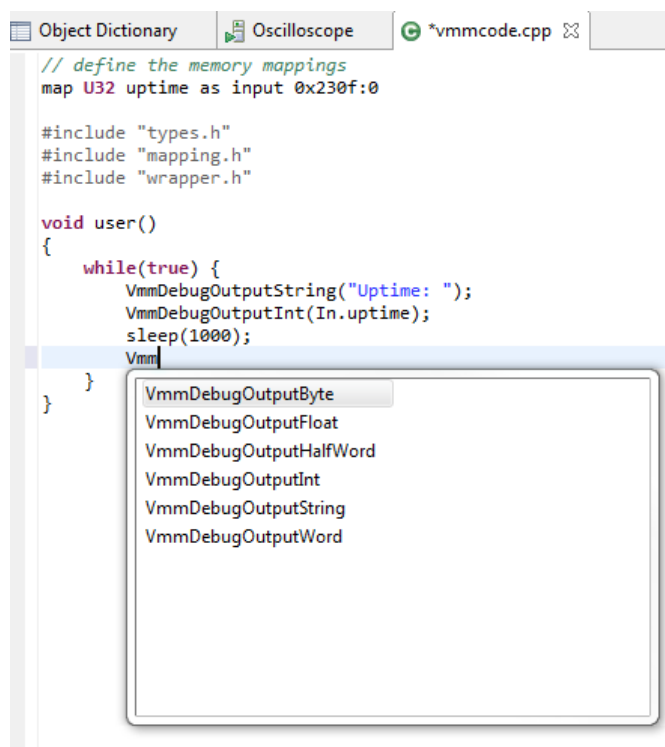 Object Dictionary Oscilloscope *vmmcode.cpp
// define the memory mappings
map U32 uptime as input 0x230f:0
#include "types.h"
#include "mapping.h"
#include "wrapper.h"
void user()
{
while(true) {
VmmDebugOutputString("Uptime: ");
VmmDebugOutputInt(In.uptime);
sleep(1000);
Vmm
}
}
VmmDebugOutputByte
VmmDebugOutputFloat
VmmDebugOutputHalfWord
VmmDebugOutputInt
VmmDebugOutputString
VmmDebugOutputWord